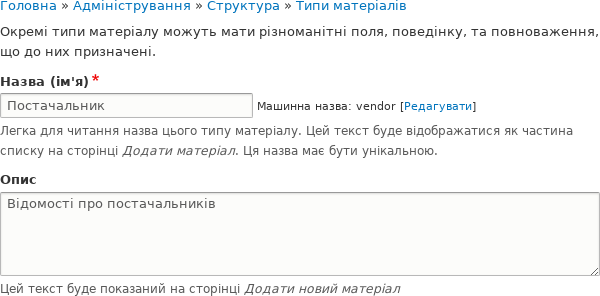 Головна » Адміністрування » Структура » Типи матеріалів
Окремі типи матеріалу можуть мати різноманітні поля, поведінку, та повноваження,
що до них призначені.
Назва (ім'я) *
Постачальник Машинна назва: vendor [Редагувати]
Легка для читання назва цього типу матеріалу. Цей текст буде відображатися як частина
списку на сторінці Додати матеріал. Ця назва має бути унікальною.
Опис
Відомості про постачальників
Цей текст буде показаний на сторінці Додати новий матеріал